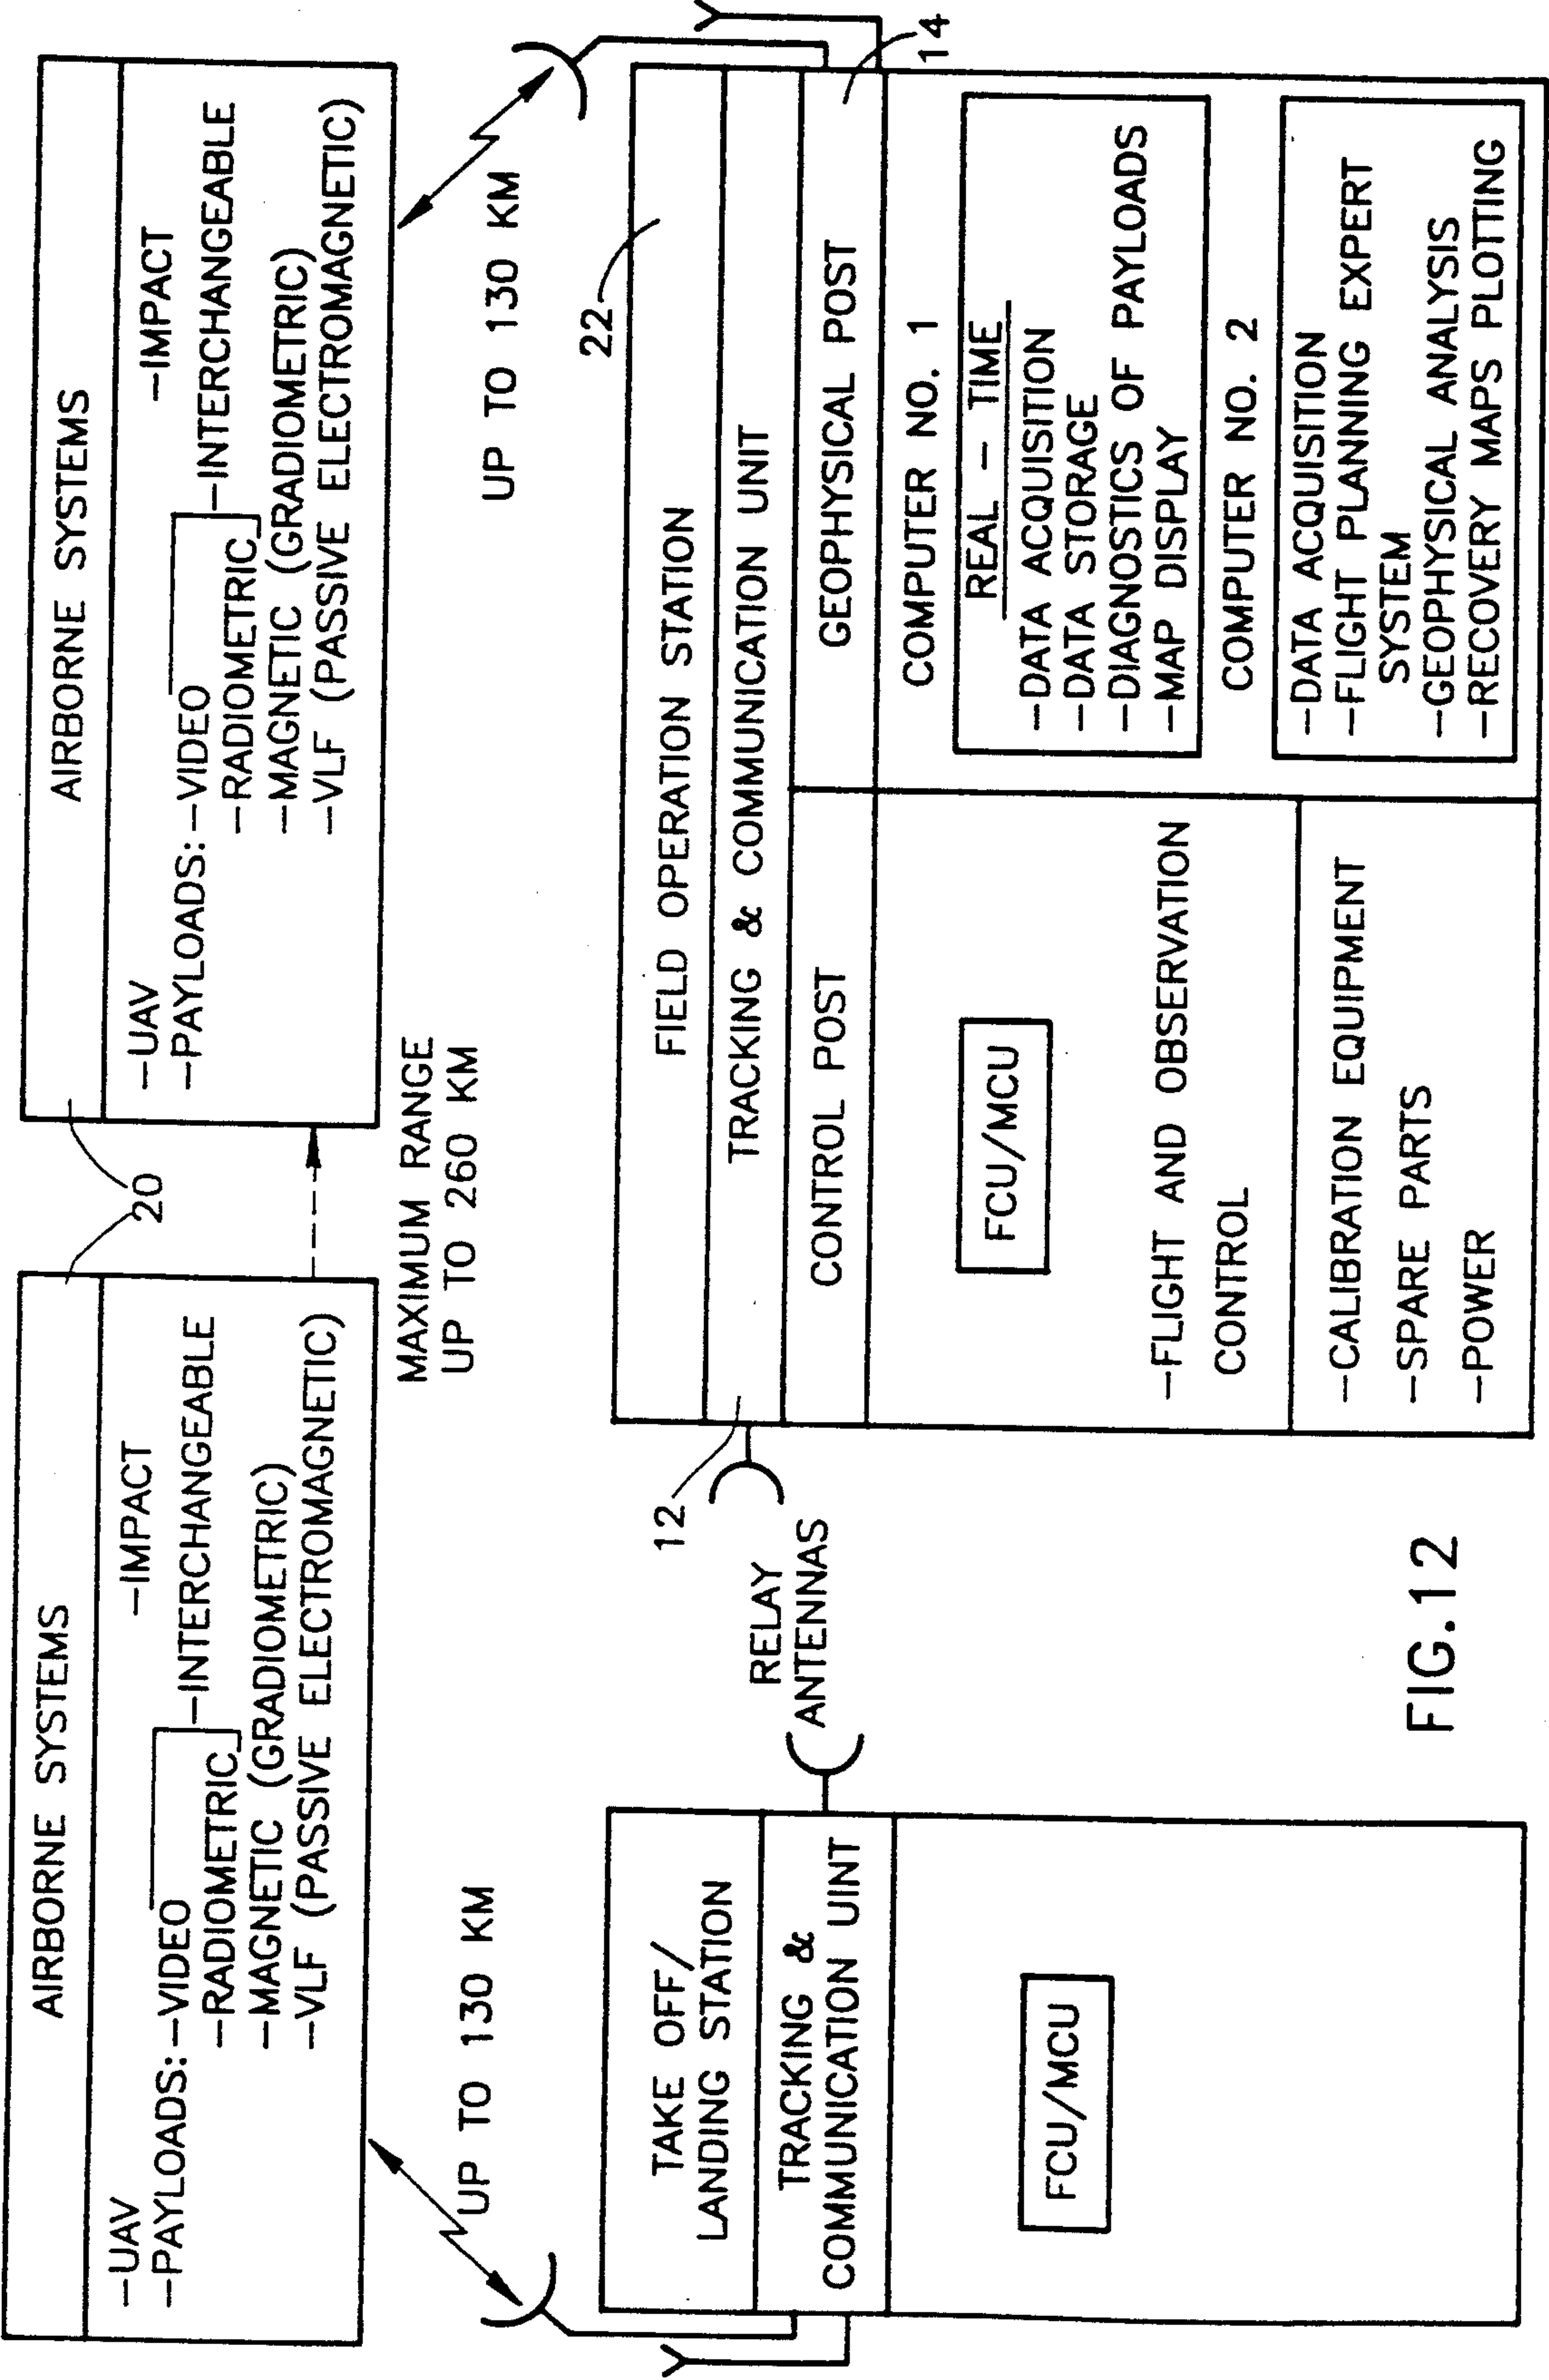 AIRBORNE SYSTEMS
-UAV
-IMPACT
-PAYLOADS: -VIDEO
-INTERCHANGEABLE
-RADIOMETRIC
-MAGNETIC (GRADIOMETRIC)
-VLF (PASSIVE ELECTROMAGNETIC)
20
AIRBORNE SYSTEMS
-UAV
-IMPACT
-PAYLOADS: -VIDEO
-INTERCHANGEABLE
-RADIOMETRIC
-MAGNETIC (GRADIOMETRIC)
-VLF (PASSIVE ELECTROMAGNETIC)
UP TO 130 KM
MAXIMUM RANGE
UP TO 260 KM
UP TO 130 KM
TAKE OFF/
LANDING STATION
TRACKING &
COMMUNICATION UINT
FCU/MCU
RELAY
ANTENNAS
12
22
FIELD OPERATION STATION
TRACKING & COMMUNICATION UNIT
CONTROL POST
FCU/MCU
-FLIGHT AND OBSERVATION
CONTROL
-CALIBRATION EQUIPMENT
-SPARE PARTS
-POWER
GEOPHYSICAL POST
14
COMPUTER NO. 1
REAL - TIME
-DATA ACQUISITION
-DATA STORAGE
-DIAGNOSTICS OF PAYLOADS
-MAP DISPLAY
COMPUTER NO. 2
-DATA ACQUISITION
-FLIGHT PLANNING EXPERT
SYSTEM
-GEOPHYSICAL ANALYSIS
-RECOVERY MAPS PLOTTING
FIG.12